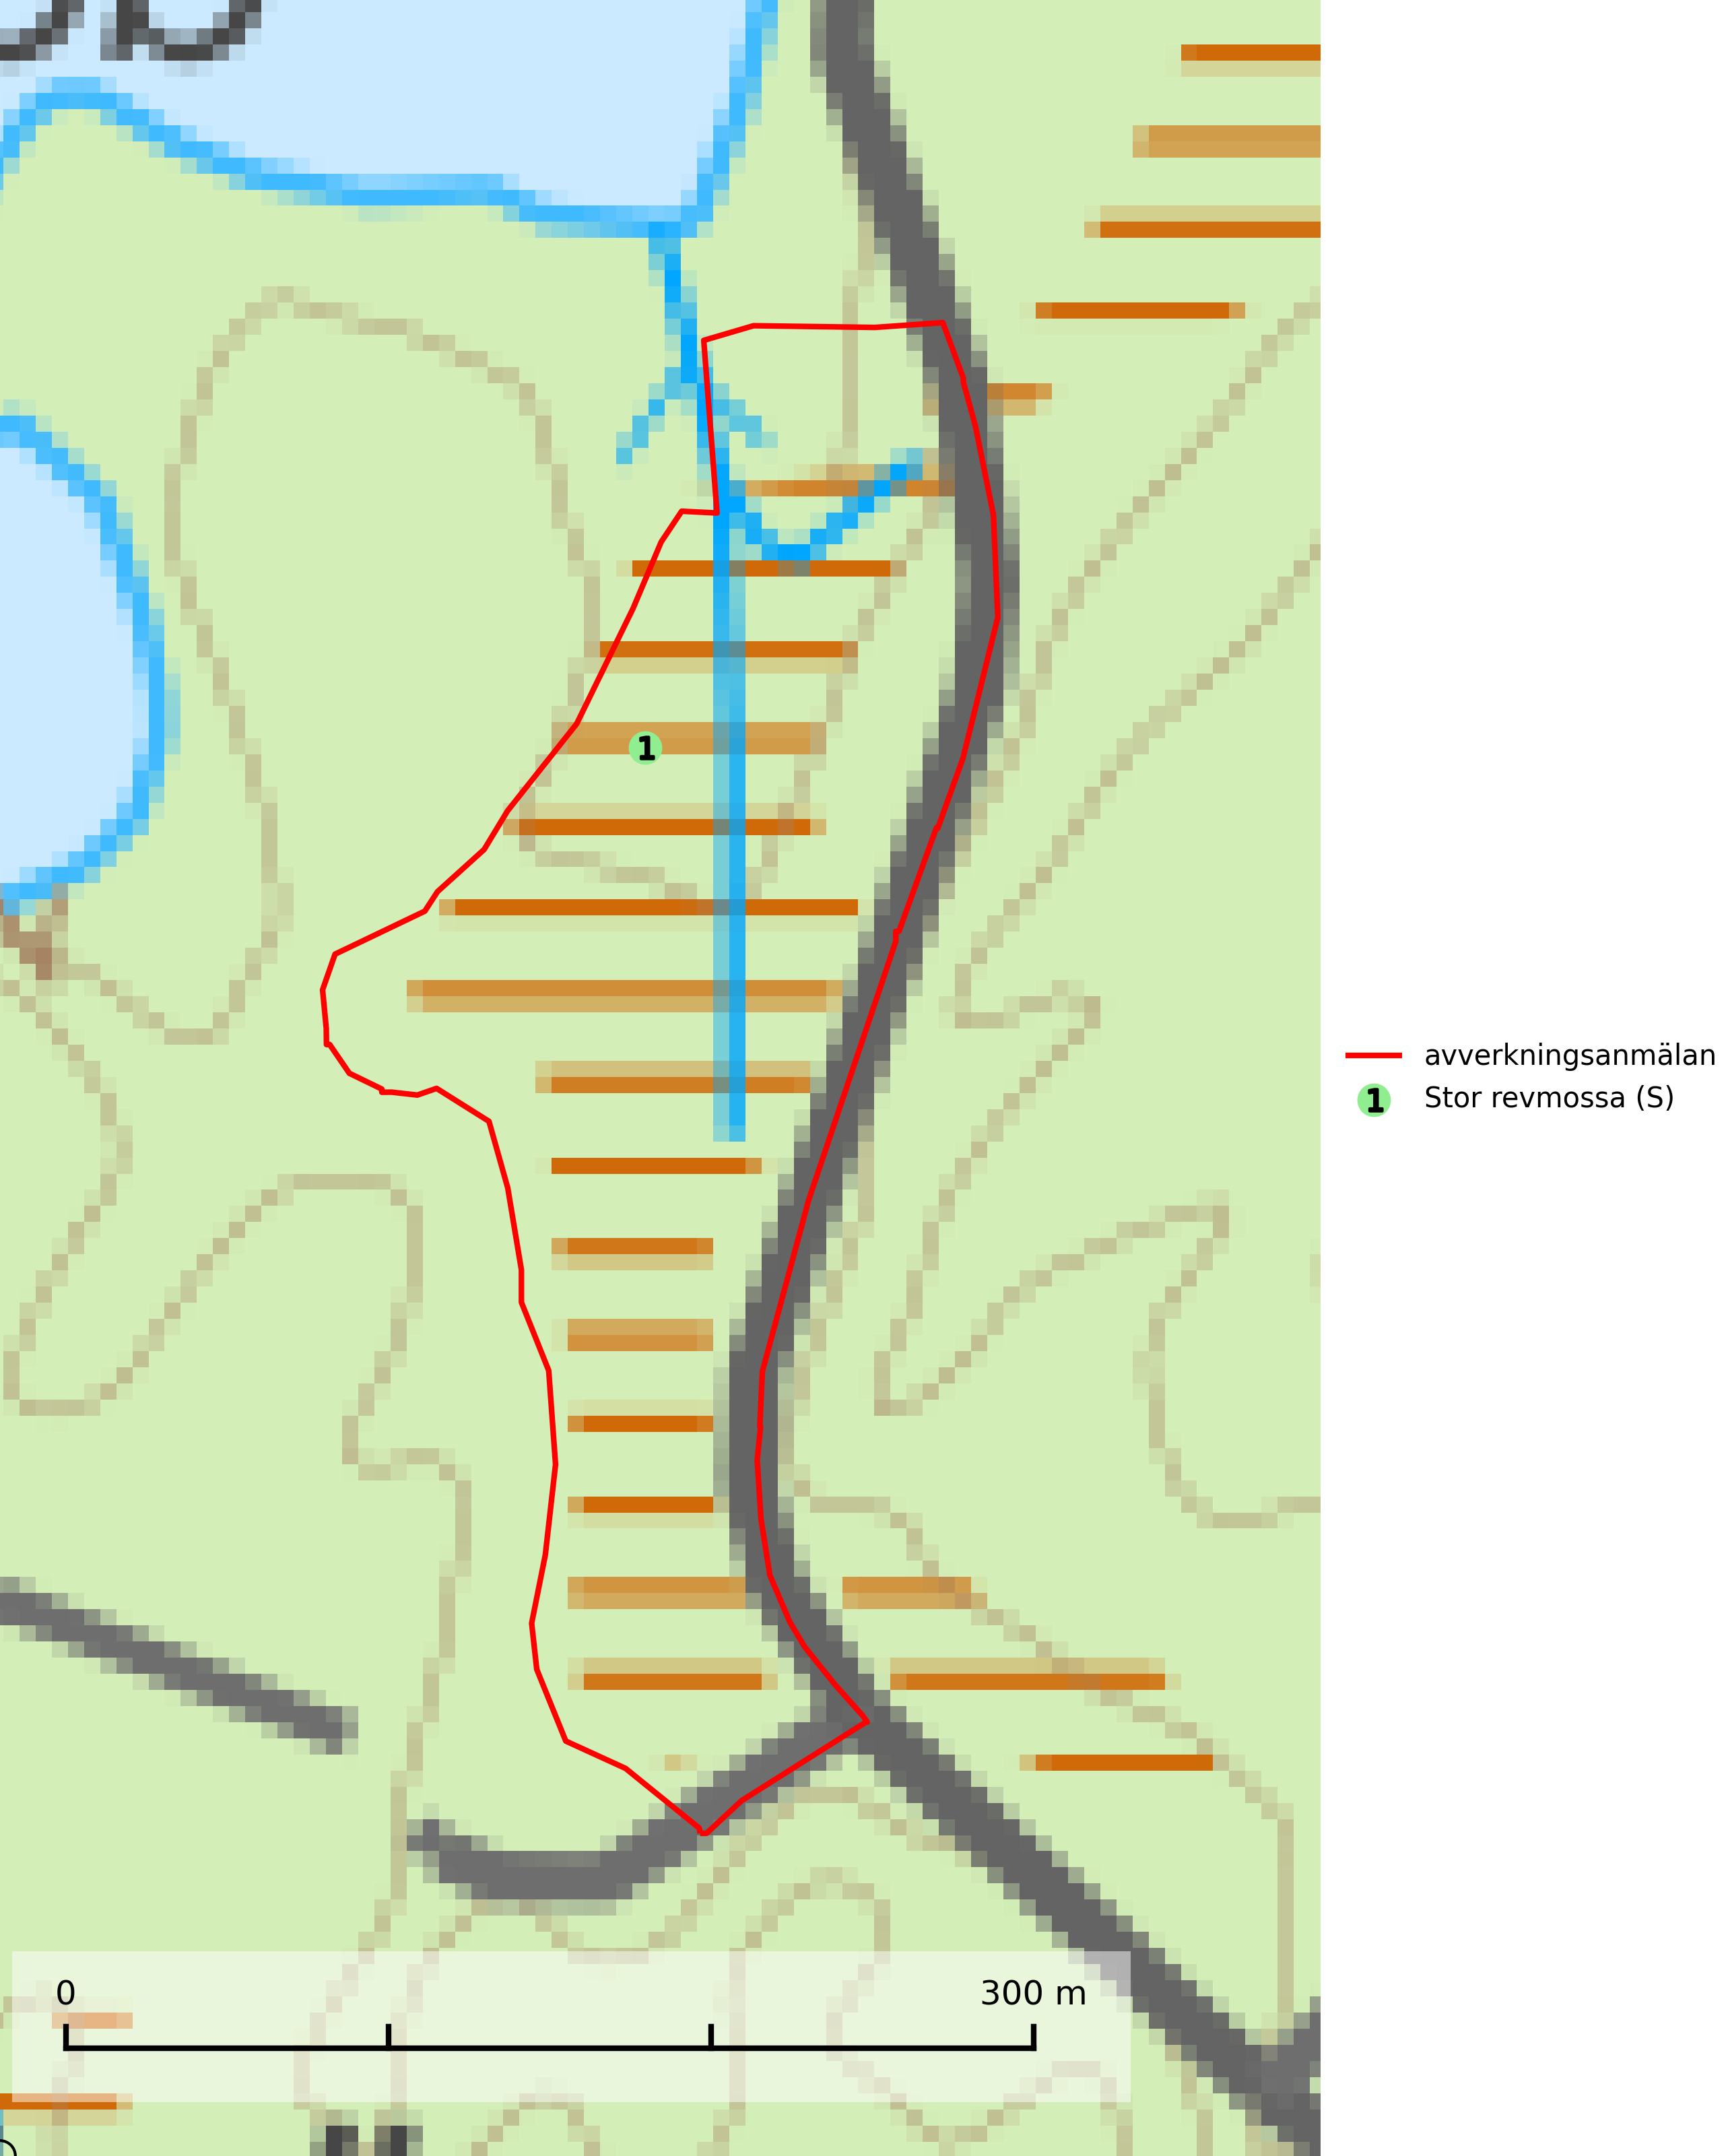 1
avverkningsanmälan
1 Stor revmossa (S)
0 300 m